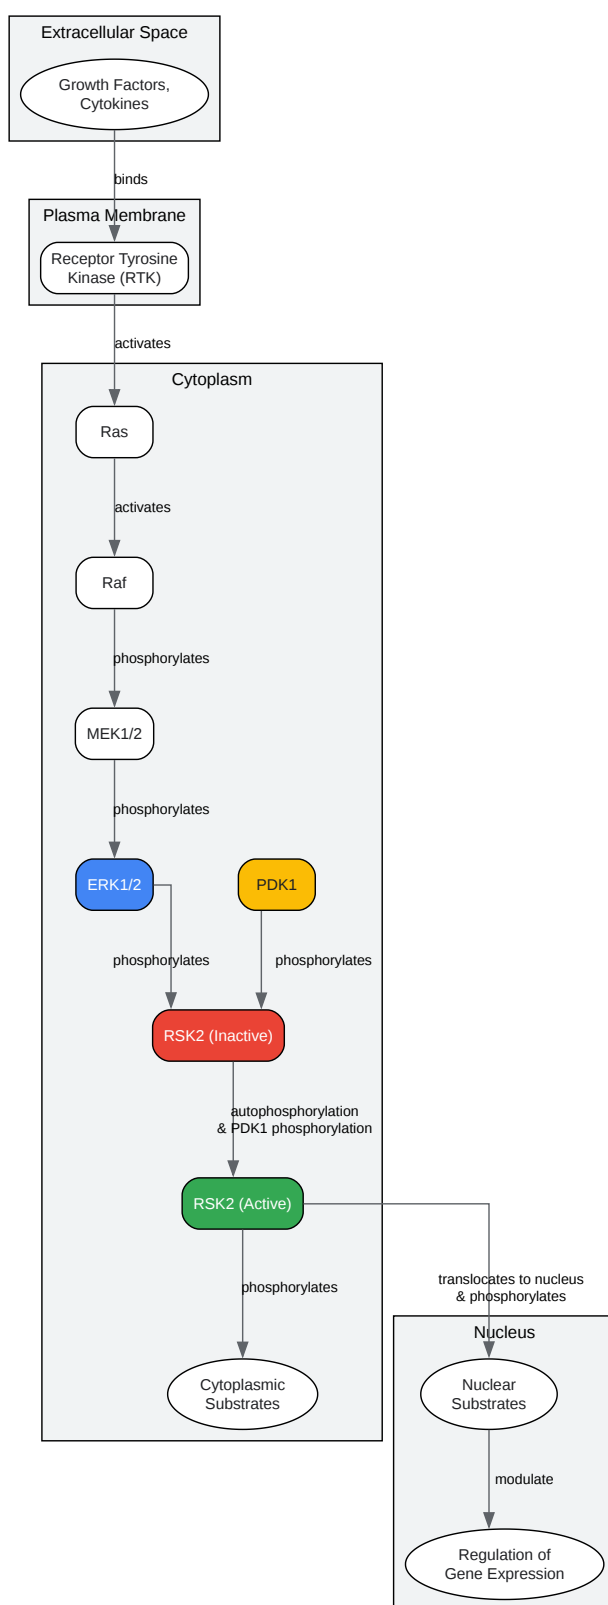 Extracellular Space
Growth Factors,
Cytokines
binds
Plasma Membrane
Receptor Tyrosine
Kinase (RTK)
activates
Cytoplasm
Ras
activates
Raf
phosphorylates
MEK1/2
phosphorylates
ERK1/2
PDK1
phosphorylates
phosphorylates
RSK2 (Inactive)
autophosphorylation
& PDK1 phosphorylation
RSK2 (Active)
phosphorylates
translocates to nucleus
& phosphorylates
Nucleus
Cytoplasmic
Substrates
Nuclear
Substrates
modulate
Regulation of
Gene Expression